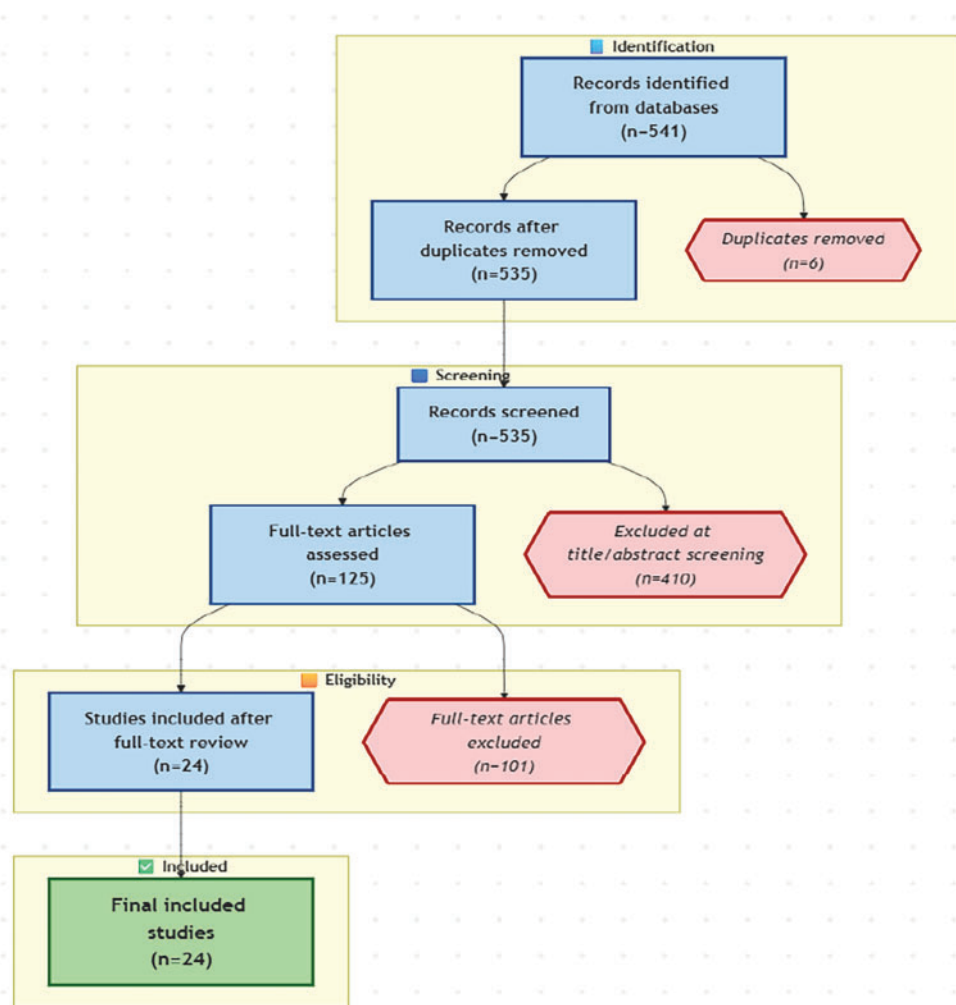 Identification
Records identified
from databases
(n=541)
Records after
duplicates removed
(n=535)
Duplicates removed
(n=6)
Screening
Records screened
(n=535)
Full-text articles
assessed
(n=125)
Excluded at
title/abstract screening
(n=410)
Eligibility
Studies included after
full-text review
(n=24)
Full-text articles
excluded
(n=101)
Included
Final included
studies
(n=24)